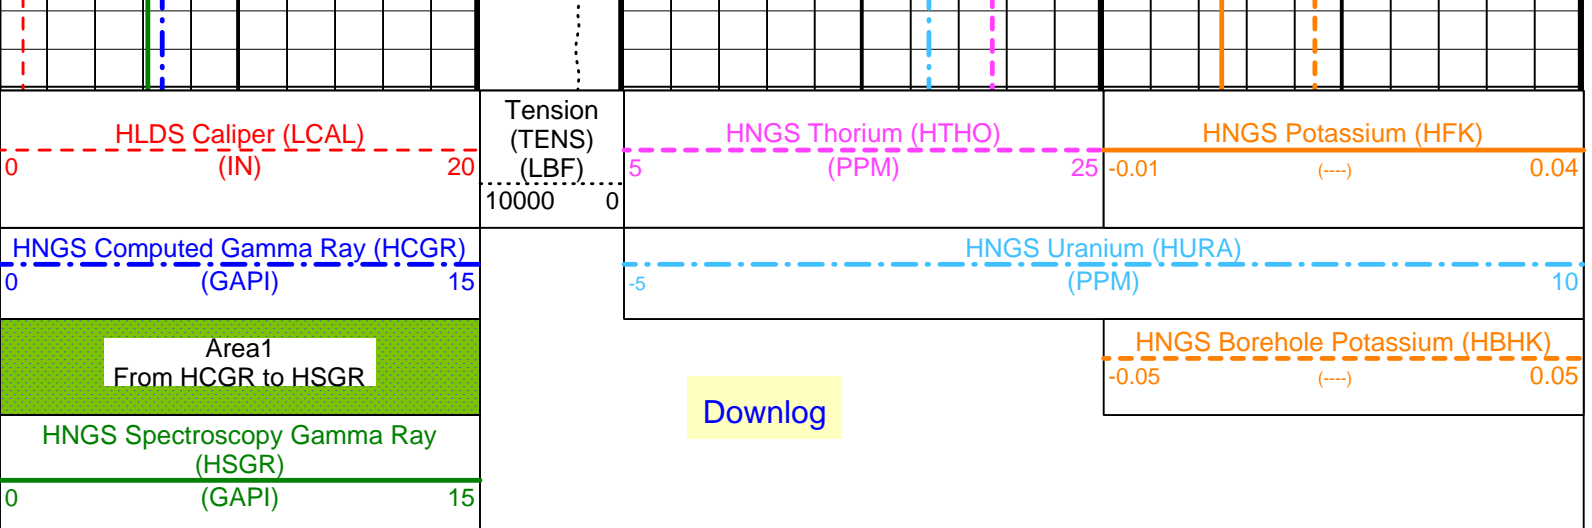 HLDS Caliper (LCAL)
0 (IN) 20
Tension
(TENS)
(LBF)
10000 0
HNGS Thorium (HTHO)
5 (PPM) 25
HNGS Potassium (HFK)
-0.01 (----) 0.04
HNGS Computed Gamma Ray (HCGR)
0 (GAPI) 15
HNGS Uranium (HURA)
-5 (PPM) 10
Area1
From HCGR to HSGR
HNGS Borehole Potassium (HBHK)
-0.05 (----) 0.05
Downlog
HNGS Spectroscopy Gamma Ray
(HSGR)
0 (GAPI) 15